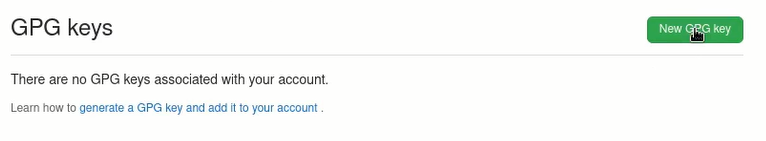 GPG keys
New GPG key
There are no GPG keys associated with your account.
Learn how to generate a GPG key and add it to your account .